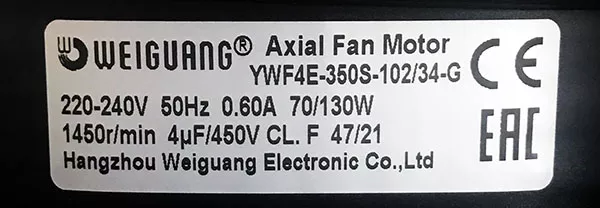 WEIGUANG® Axial Fan Motor
YWF4E-350S-102/34-G
220-240V 50Hz 0.60A 70/130W
1450r/min 4µF/450V CL. F 47/21
Hangzhou Weiguang Electronic Co.,Ltd
CE
EAC